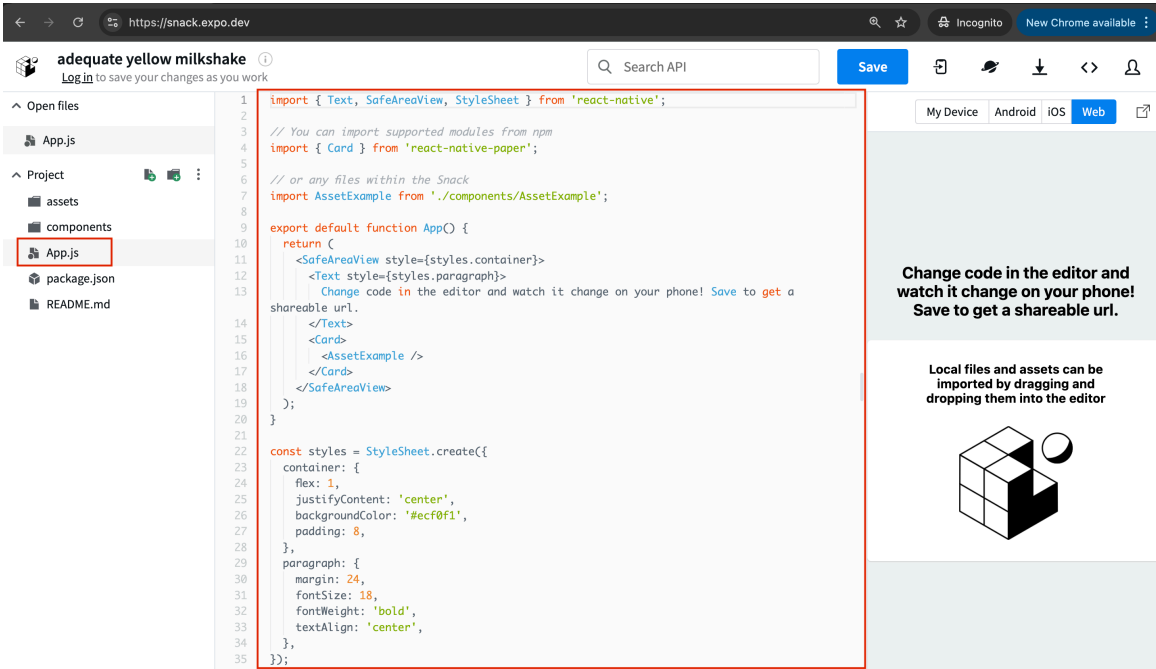 https://snack.expo.dev
Incognito
New Chrome available
adequate yellow milkshake
Log in to save your changes as you work
Search API
Save
Open files
App.js
Project
assets
components
App.js
package.json
README.md
1 import { Text, SafeAreaView, StyleSheet } from 'react-native';
2
3 // You can import supported modules from npm
4 import { Card } from 'react-native-paper';
5
6 // or any files within the Snack
7 import AssetExample from './components/AssetExample';
8
9 export default function App() {
10 return (
11 <SafeAreaView style={styles.container}>
12 <Text style={styles.paragraph}>
13 Change code in the editor and watch it change on your phone! Save to get a
shareable url.
14 </Text>
15 <Card>
16 <AssetExample />
17 </Card>
18 </SafeAreaView>
19 );
20 }
21
22 const styles = StyleSheet.create({
23 container: {
24 flex: 1,
25 justifyContent: 'center',
26 backgroundColor: '#ecf0f1',
27 padding: 8,
28 },
29 paragraph: {
30 margin: 24,
31 fontSize: 18,
32 fontWeight: 'bold',
33 textAlign: 'center',
34 },
35 });
My Device Android iOS Web
Change code in the editor and
watch it change on your phone!
Save to get a shareable url.
Local files and assets can be
imported by dragging and
dropping them into the editor